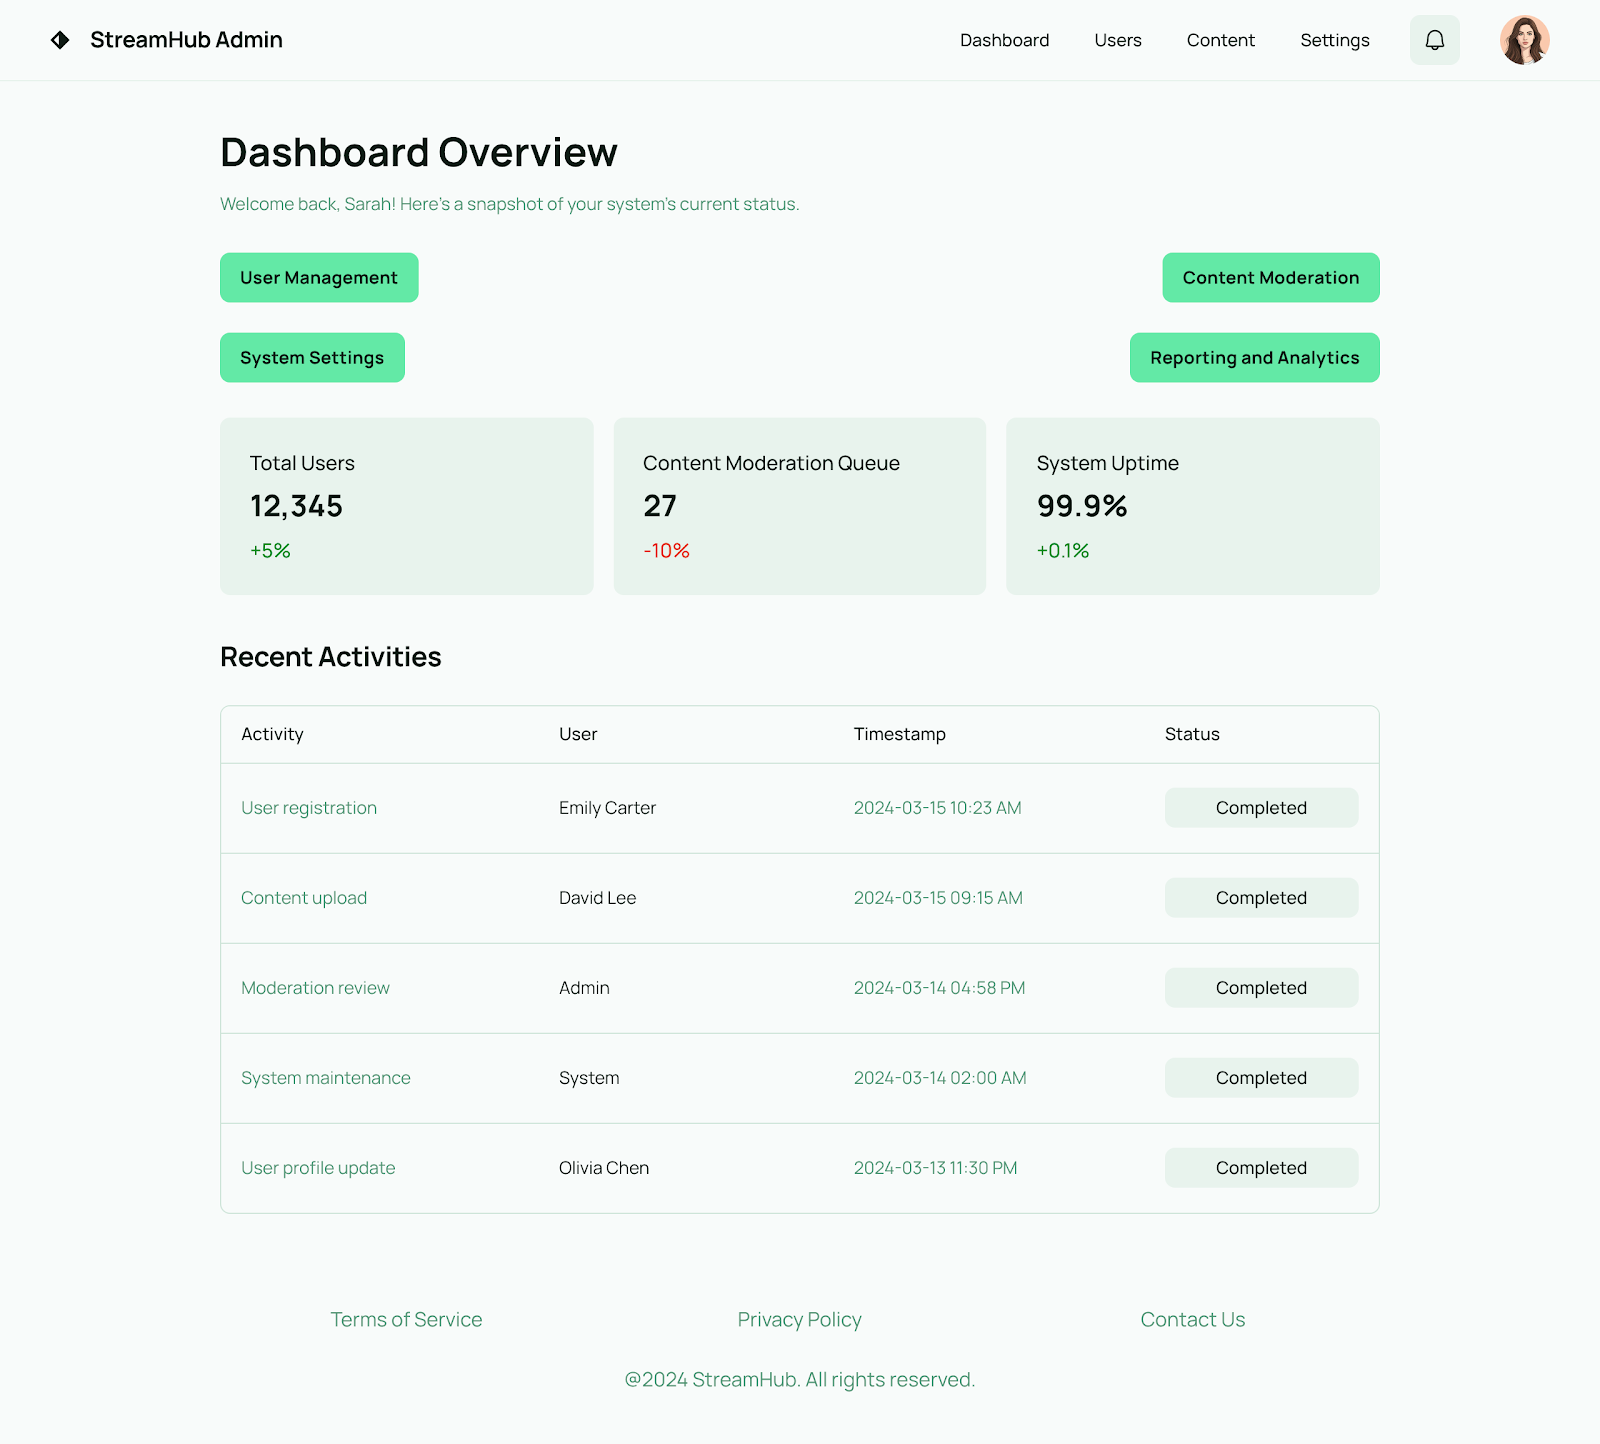 StreamHub Admin
Dashboard Users Content Settings
Dashboard Overview
Welcome back, Sarah! Here's a snapshot of your system's current status.
User Management Content Moderation
System Settings Reporting and Analytics
Total Users Content Moderation Queue System Uptime
12,345 27 99.9%
+5% -10% +0.1%
Recent Activities
Activity User Timestamp Status
User registration Emily Carter 2024-03-15 10:23 AM Completed
Content upload David Lee 2024-03-15 09:15 AM Completed
Moderation review Admin 2024-03-14 04:58 PM Completed
System maintenance System 2024-03-14 02:00 AM Completed
User profile update Olivia Chen 2024-03-13 11:30 PM Completed
Terms of Service Privacy Policy Contact Us
@2024 StreamHub. All rights reserved.